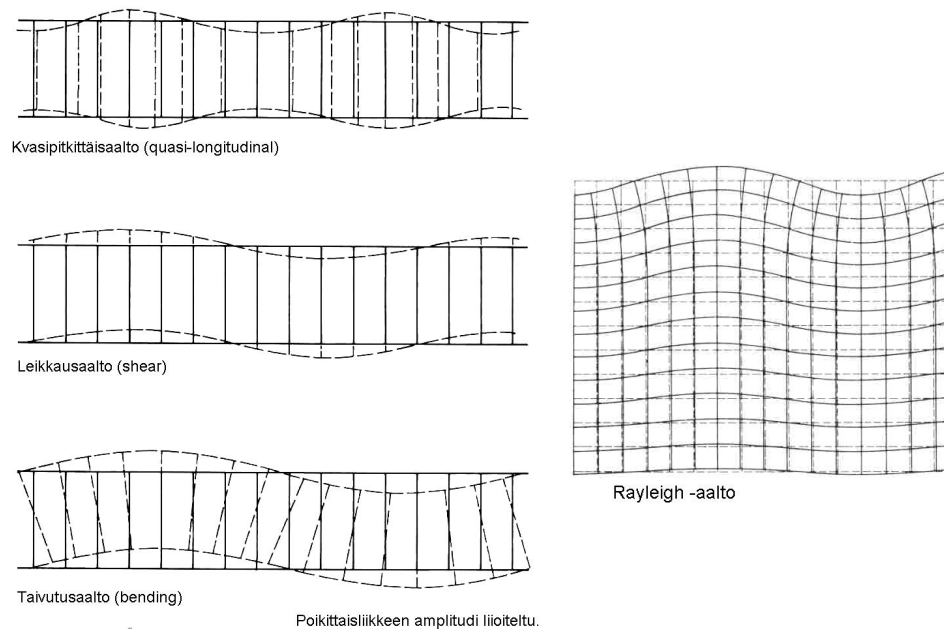 Kvasipitkittäisaalto (quasi-longitudinal)
Leikkausaalto (shear)
Rayleigh -aalto
Taivutusaalto (bending)
Poikittaisliikkeen amplitudi liioiteltu.